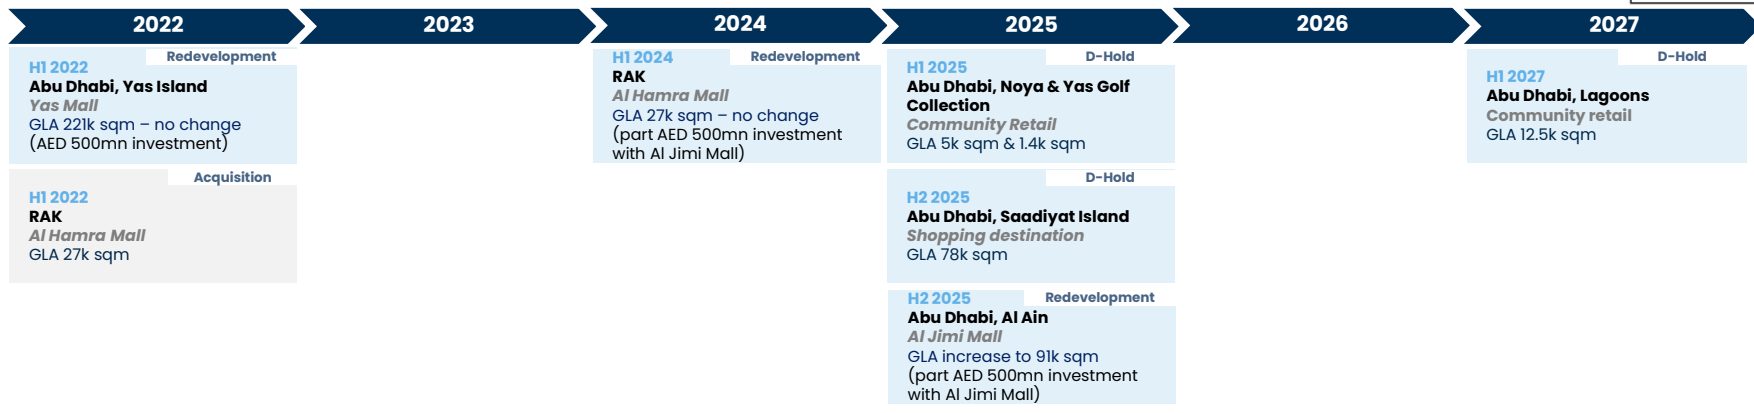 2022
2023
2024
2025
2026
2027
Redevelopment
H1 2022
Abu Dhabi, Yas Island
Yas Mall
GLA 221k sqm – no change
(AED 500mn investment)
Acquisition
H1 2022
RAK
Al Hamra Mall
GLA 27k sqm
Redevelopment
H1 2024
RAK
Al Hamra Mall
GLA 27k sqm – no change
(part AED 500mn investment
with Al Jimi Mall)
D-Hold
H1 2025
Abu Dhabi, Noya & Yas Golf
Collection
Community Retail
GLA 5k sqm & 1.4k sqm
D-Hold
H2 2025
Abu Dhabi, Saadiyat Island
Shopping destination
GLA 78k sqm
Redevelopment
H2 2025
Abu Dhabi, Al Ain
Al Jimi Mall
GLA increase to 91k sqm
(part AED 500mn investment
with Al Jimi Mall)
D-Hold
H1 2027
Abu Dhabi, Lagoons
Community retail
GLA 12.5k sqm